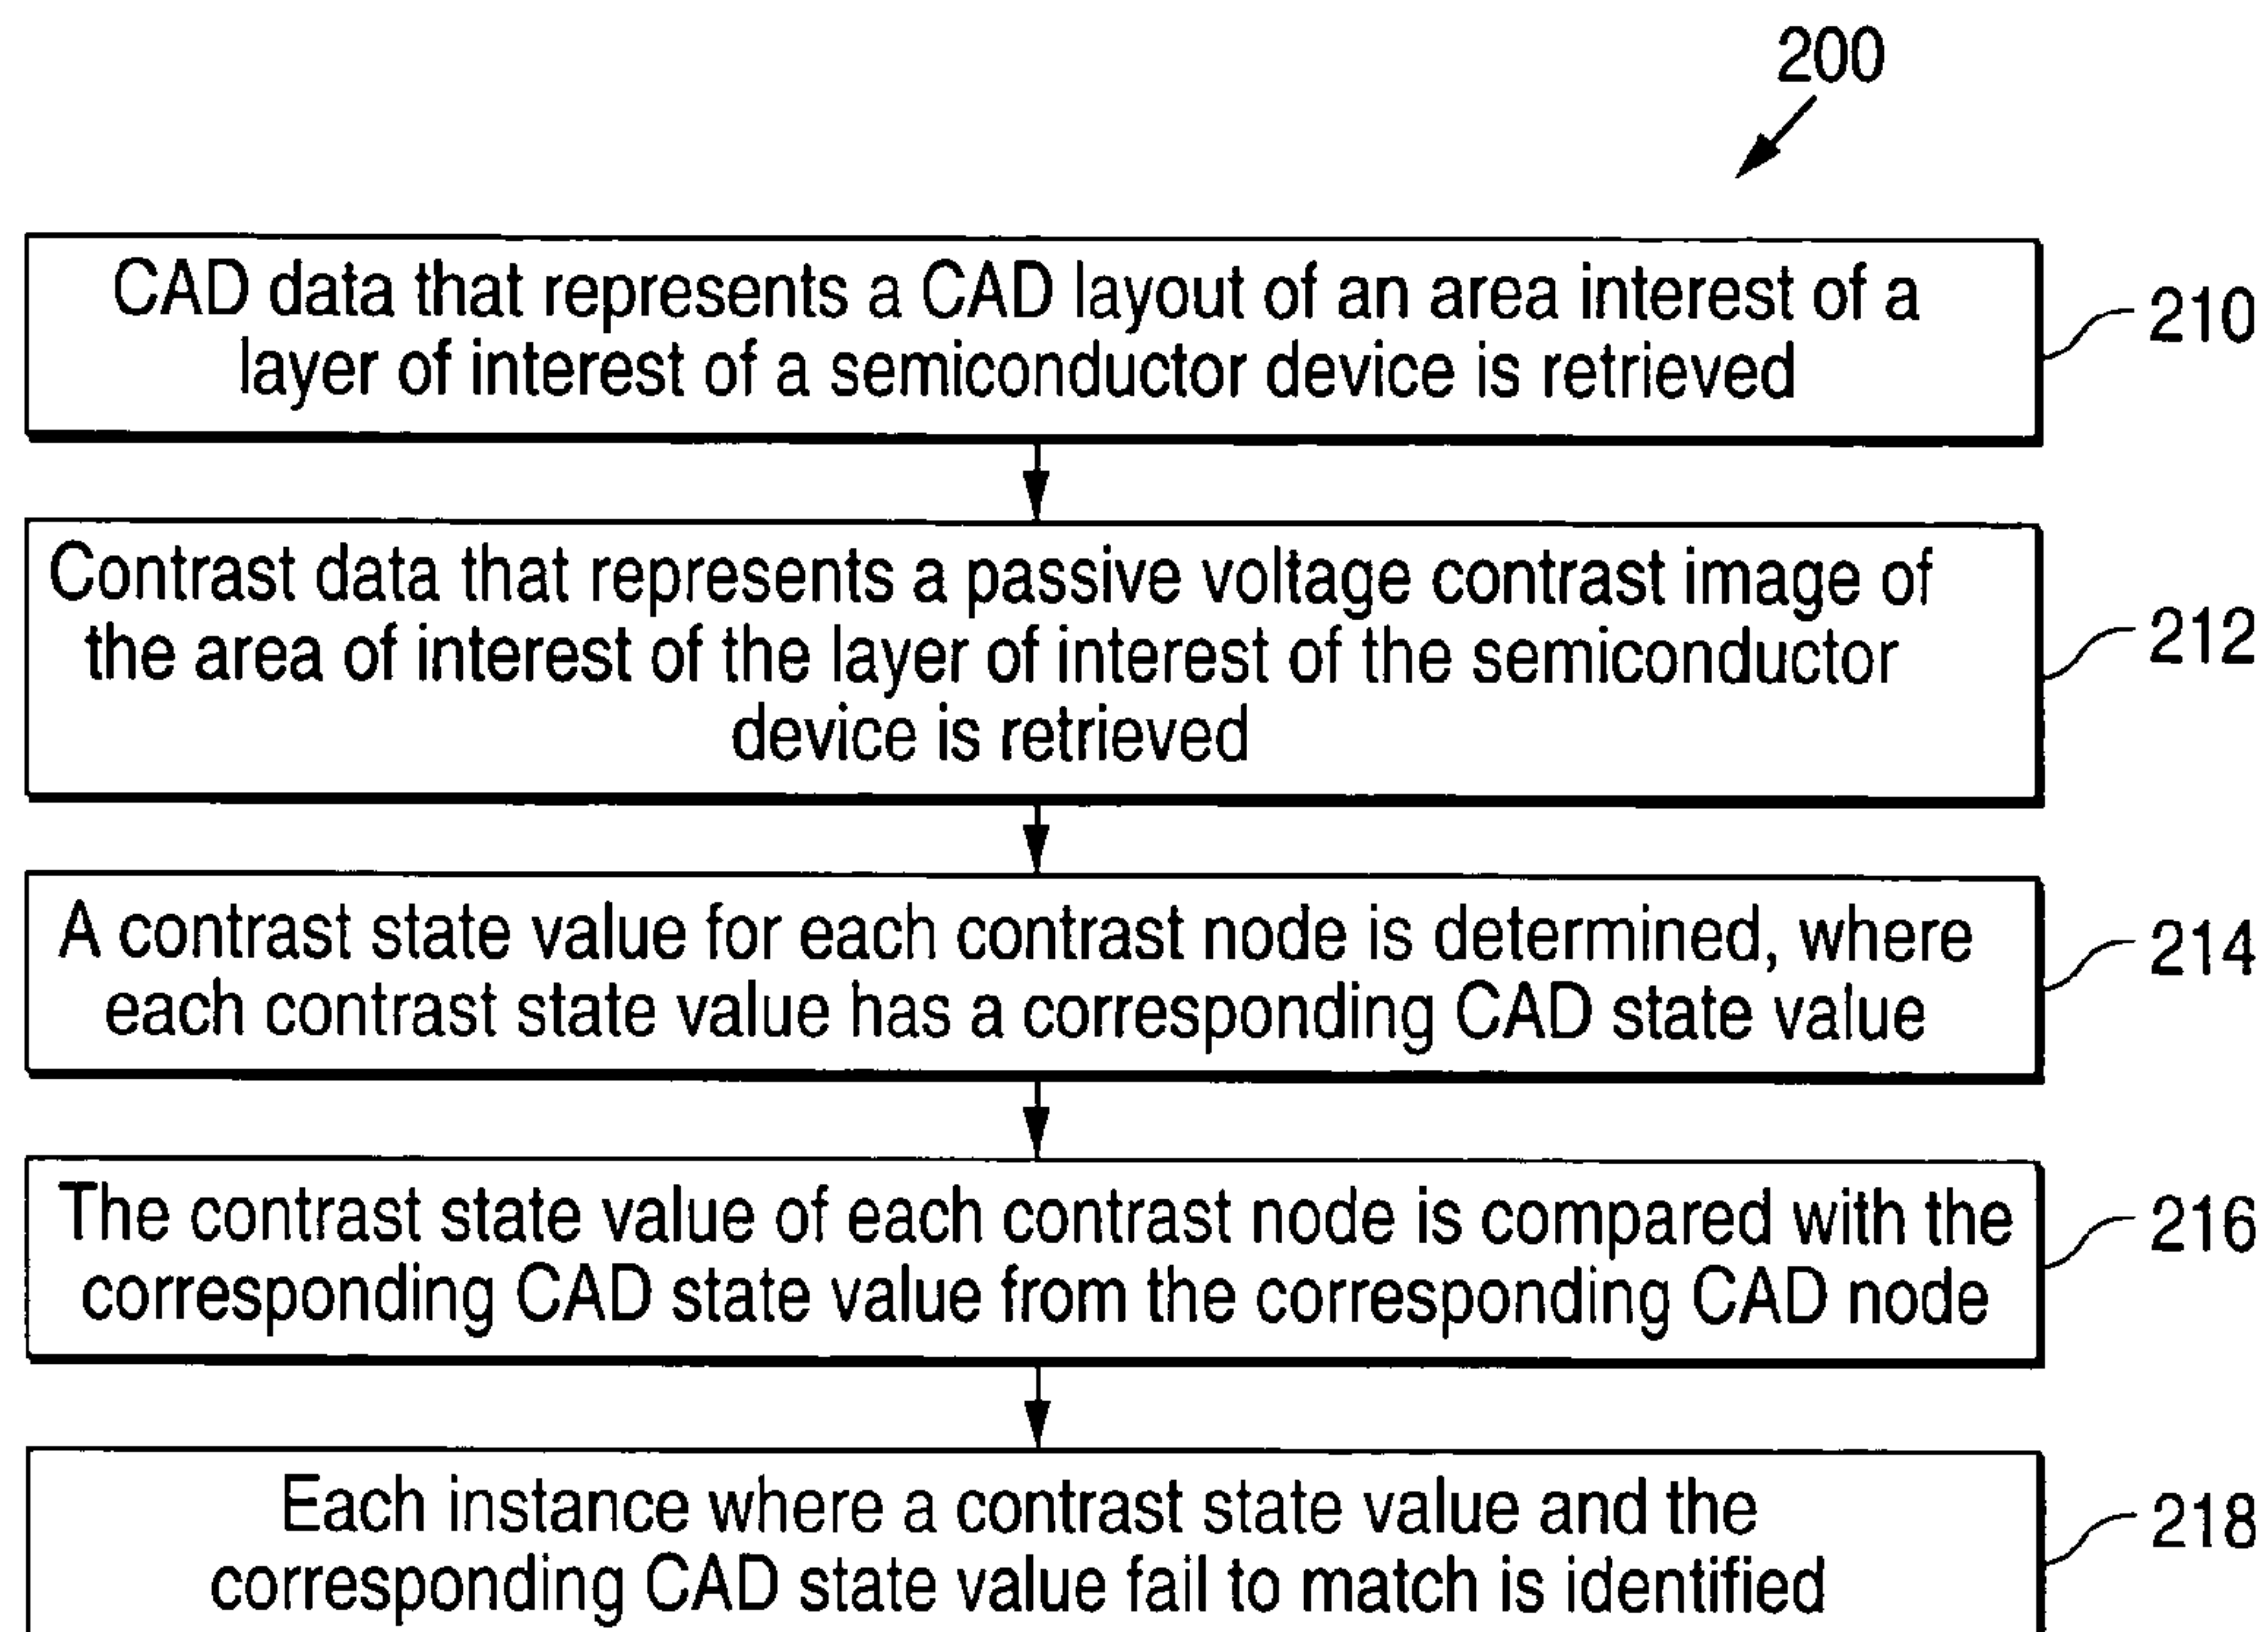 200
CAD data that represents a CAD layout of an area interest of a
layer of interest of a semiconductor device is retrieved
210
Contrast data that represents a passive voltage contrast image of
the area of interest of the layer of interest of the semiconductor
device is retrieved
212
A contrast state value for each contrast node is determined, where
each contrast state value has a corresponding CAD state value
214
The contrast state value of each contrast node is compared with the
corresponding CAD state value from the corresponding CAD node
216
Each instance where a contrast state value and the
corresponding CAD state value fail to match is identified
218